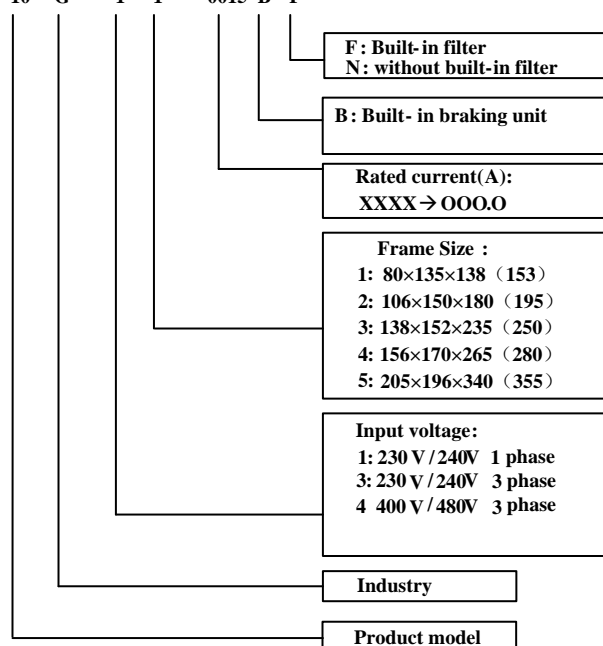 F: Built-in filter
N: without built-in filter
B: Built- in braking unit
Rated current(A):
XXXX→OOO.O
Frame Size :
1: 80×135×138（153）
2: 106×150×180（195）
3: 138×152×235（250）
4: 156×170×265（280）
5: 205×196×340（355）
Input voltage:
1: 230 V / 240V 1 phase
3: 230 V / 240V 3 phase
4 400 V / 480V 3 phase
Industry
Product model